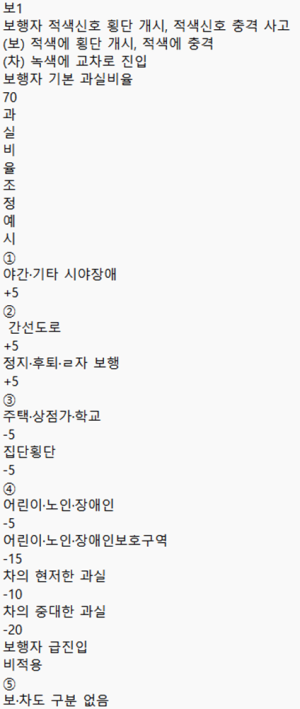 보1
보행자 적색신호 횡단 개시, 적색신호 충격 사고
(보) 적색에 횡단 개시, 적색에 충격
(차) 녹색에 교차로 진입
보행자 기본 과실비율
70
과
실
비
율
조
정
예
시
①
야간·기타 시야장애
+5
②
간선도로
+5
정지·후퇴·ㄹ자 보행
+5
③
주택·상점가·학교
-5
집단횡단
-5
④
어린이·노인·장애인
-5
어린이·노인·장애인보호구역
-15
차의 현저한 과실
-10
차의 중대한 과실
-20
보행자 급진입
비적용
⑤
보·차도 구분 없음